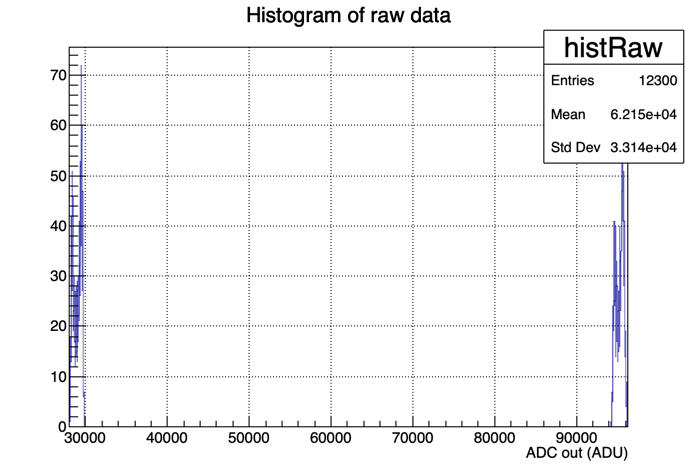 Histogram of raw data
histRaw
Entries 12300
Mean 6.215e+04
Std Dev 3.314e+04
70
60
50
40
30
20
10
0
30000 40000 50000 60000 70000 80000 90000
ADC out (ADU)